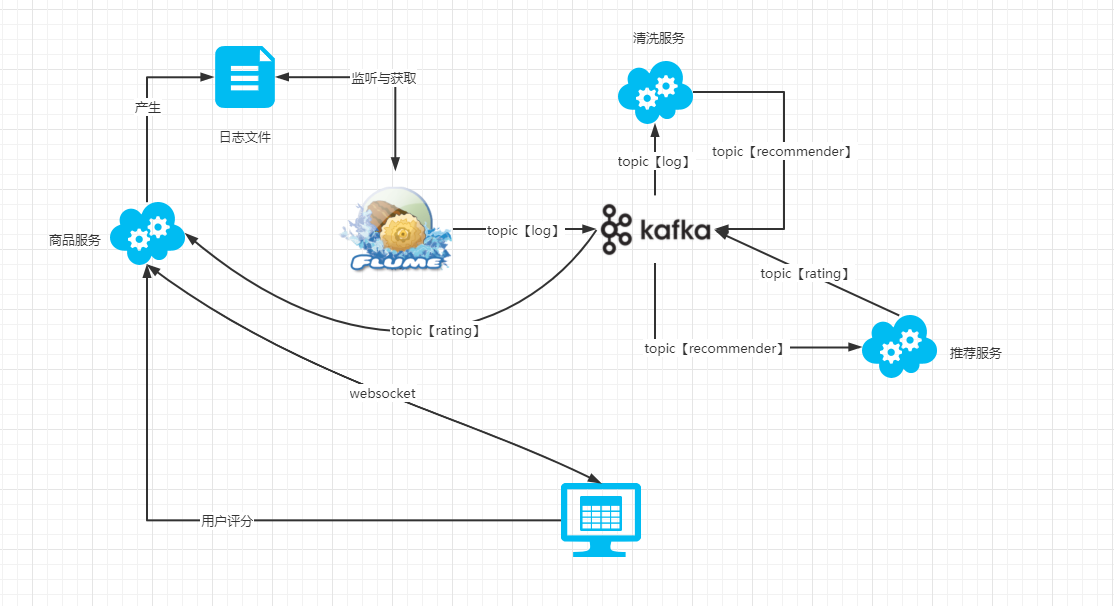 清洗服务
监听与获取
产生
日志文件
topic【log】
topic【recommender】
商品服务
FLUME
topic【log】
kafka
topic【rating】
topic【rating】
topic【recommender】
推荐服务
websocket
用户评分